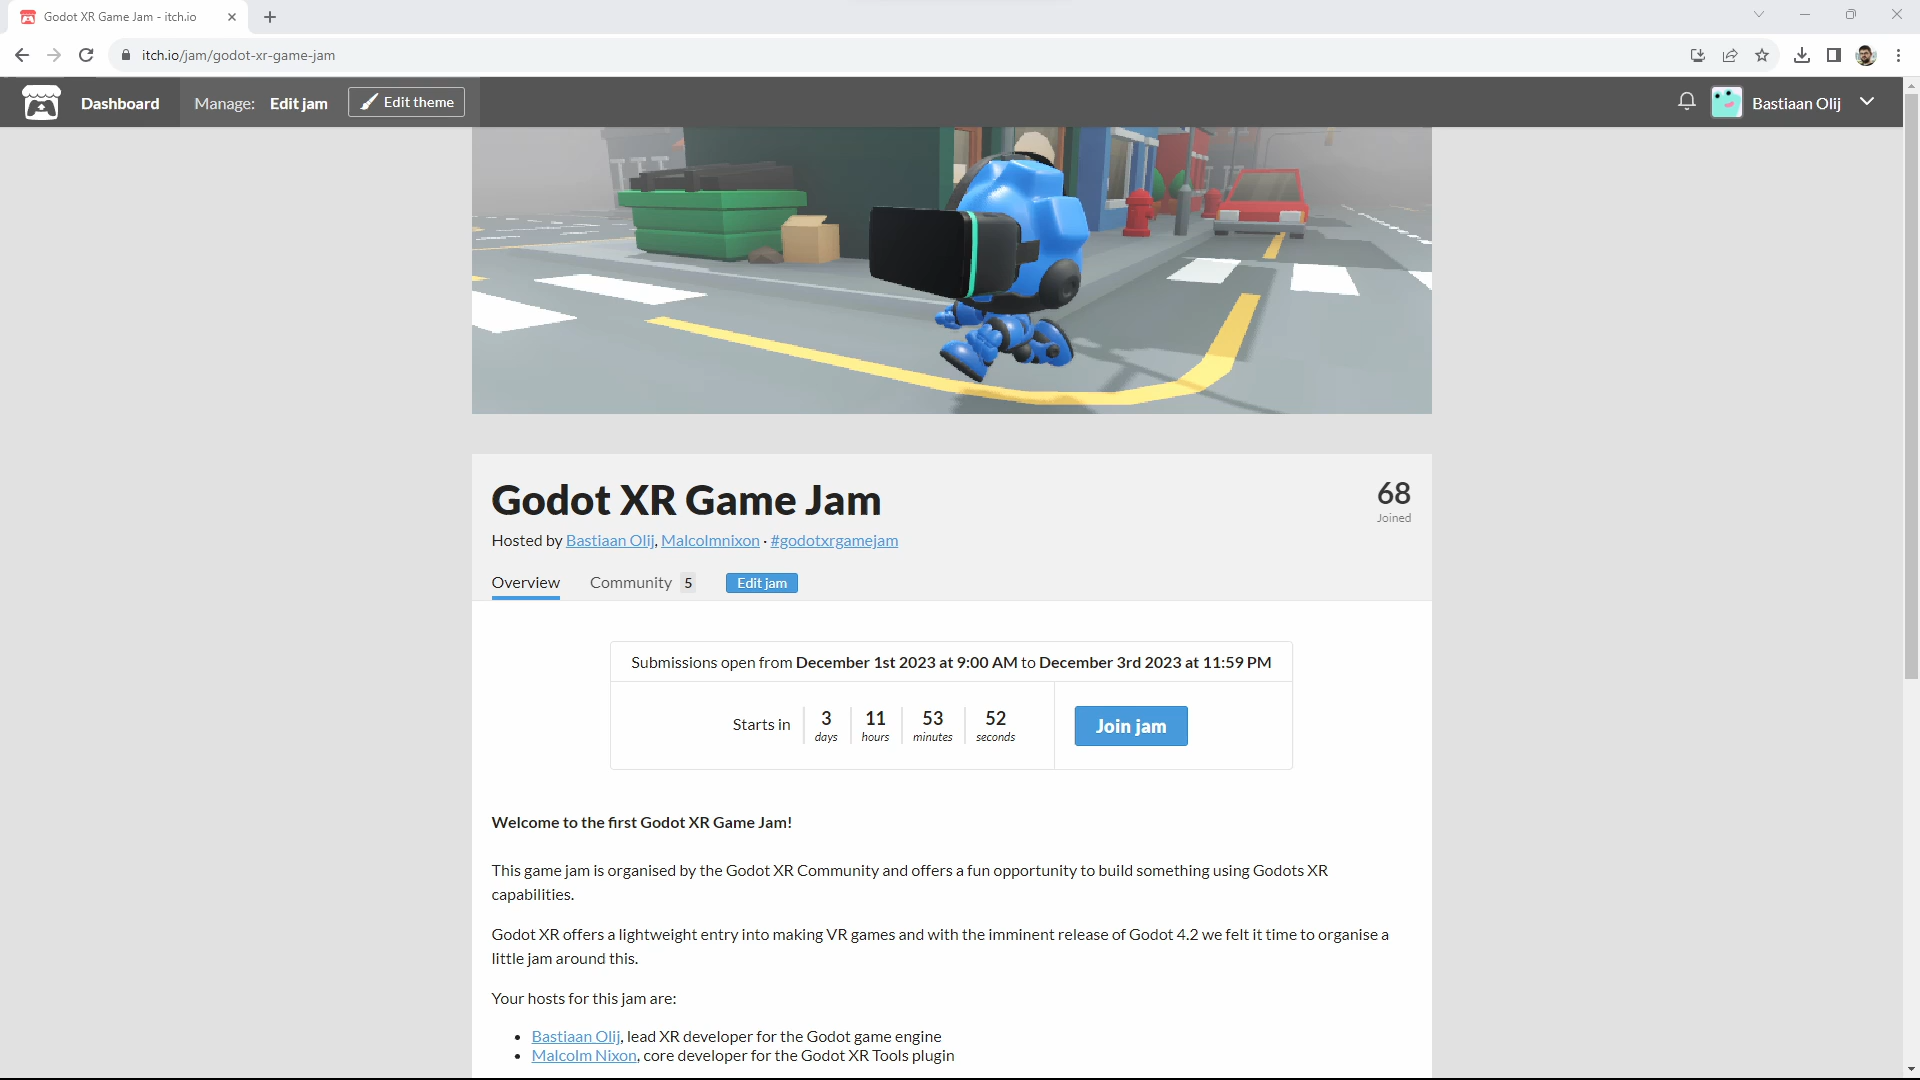 Godot XR Game Jam - itch.io
itch.io/jam/godot-xr-game-jam
Dashboard
Manage: Edit jam
Edit theme
Bastiaan Olij
Godot XR Game Jam
68
Joined
Hosted by Bastiaan Olij, Malcolmnixon · #godotxrgamejam
Overview Community 5 Edit jam
Submissions open from December 1st 2023 at 9:00 AM to December 3rd 2023 at 11:59 PM
Starts in
3 11 53 52
days hours minutes seconds
Join jam
Welcome to the first Godot XR Game Jam!
This game jam is organised by the Godot XR Community and offers a fun opportunity to build something using Godots XR
capabilities.
Godot XR offers a lightweight entry into making VR games and with the imminent release of Godot 4.2 we felt it time to organise a
little jam around this.
Your hosts for this jam are:
• Bastiaan Olij, lead XR developer for the Godot game engine
• Malcolm Nixon, core developer for the Godot XR Tools plugin